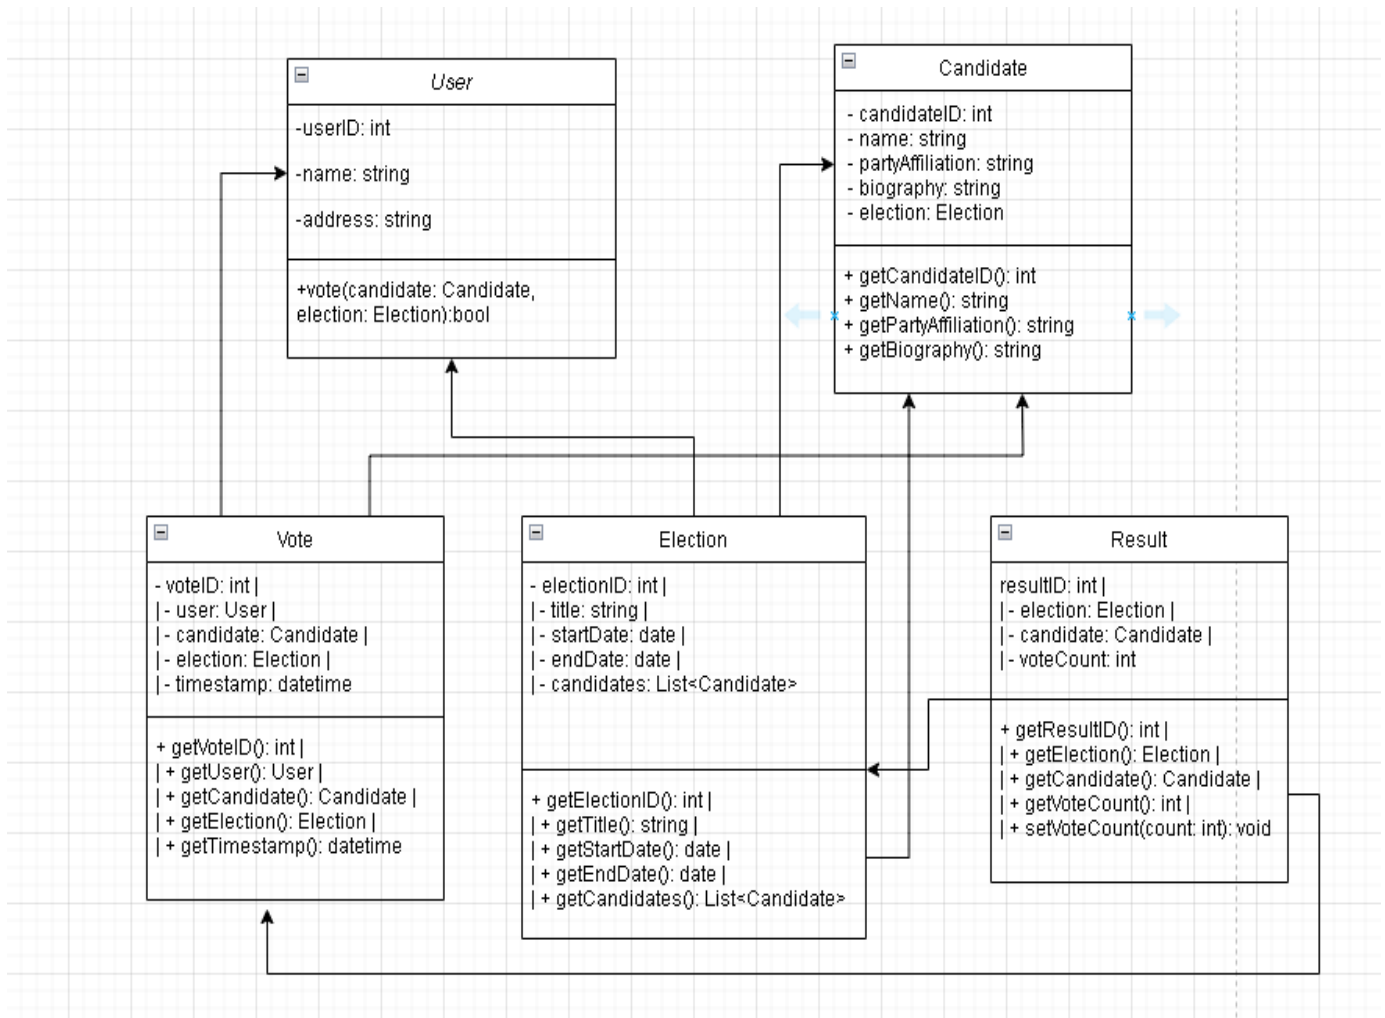 User
-userID: int
-name: string
-address: string
+vote(candidate: Candidate,
election: Election):bool
Candidate
- candidateID: int
- name: string
- partyAffiliation: string
- biography: string
- election: Election
+ getCandidateID(): int
+ getName(): string
+ getPartyAffiliation(): string
+ getBiography(): string
Vote
- voteID: int |
| - user: User |
| - candidate: Candidate |
| - election: Election |
| - timestamp: datetime
+ getVoteID(): int |
| + getUser(): User |
| + getCandidate(): Candidate |
| + getElection(): Election |
| + getTimestamp(): datetime
Election
- electionID: int |
| - title: string |
| - startDate: date |
| - endDate: date |
| - candidates: List<Candidate>
+ getElectionID(): int |
| + getTitle(): string |
| + getStartDate(): date |
| + getEndDate(): date |
| + getCandidates(): List<Candidate>
Result
resultID: int |
| - election: Election |
| - candidate: Candidate |
| - voteCount: int
+ getResultID(): int |
| + getElection(): Election |
| + getCandidate(): Candidate |
| + getVoteCount(): int |
| + setVoteCount(count: int): void